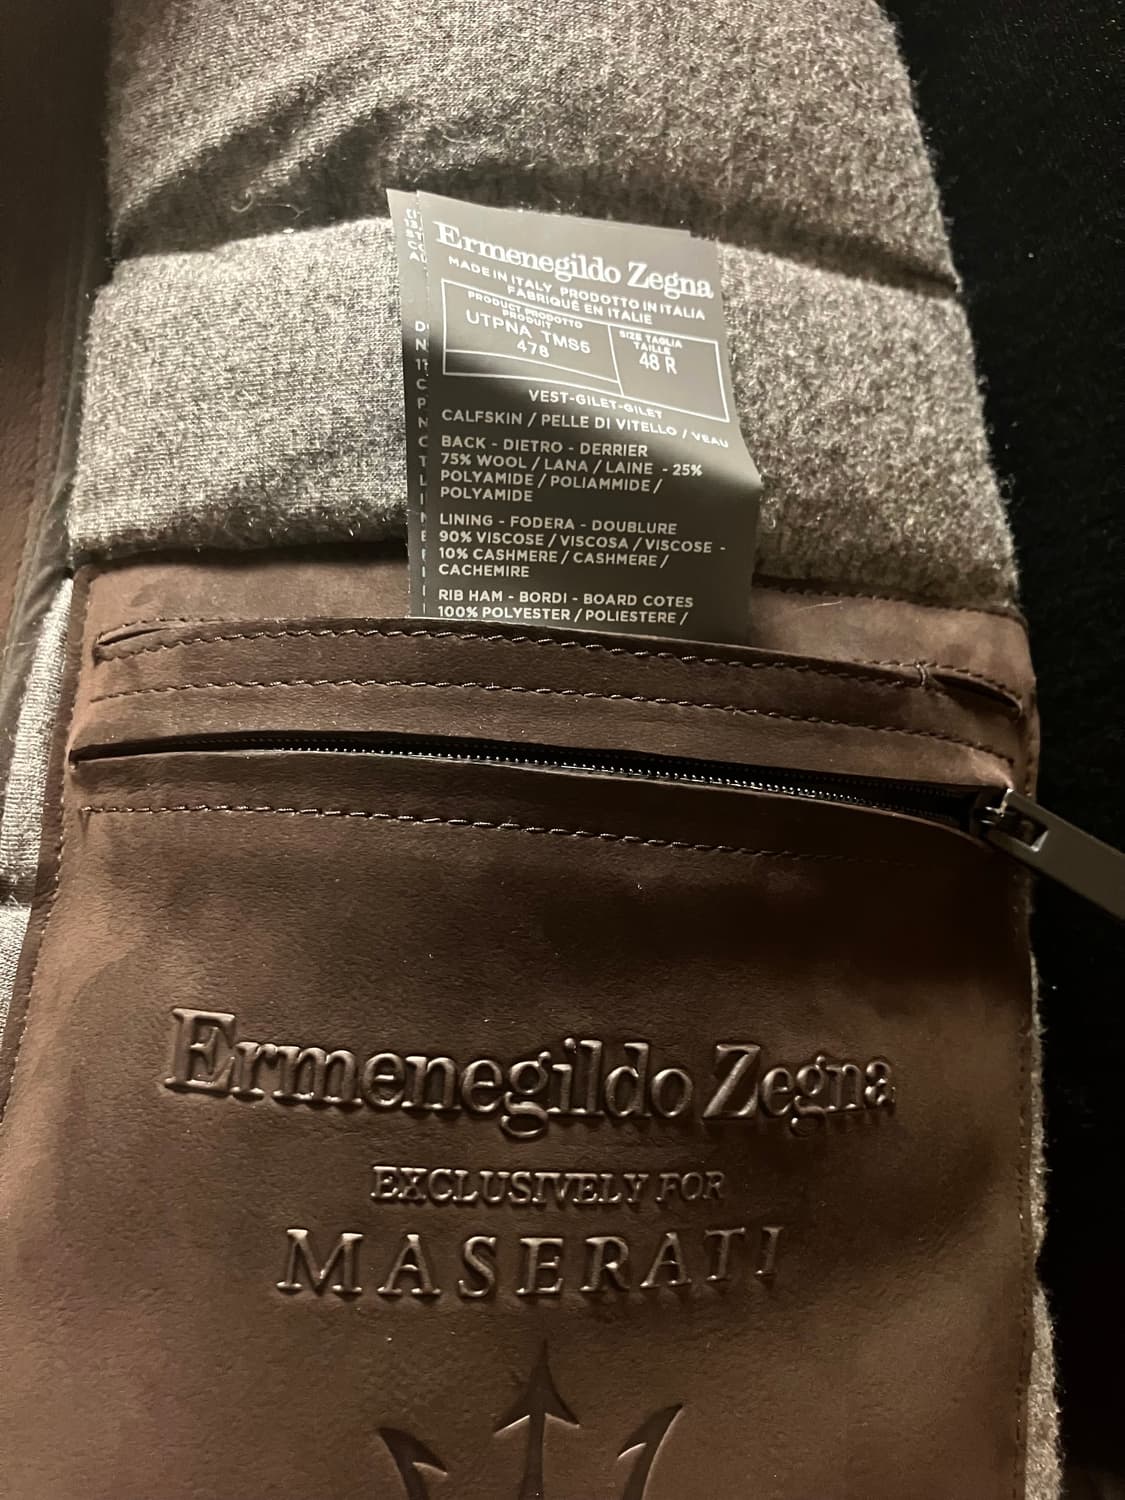 Ermenegildo Zegna
MADE IN ITALY PRODOTTO IN ITALIA
FABRIQUÉ EN ITALIE
PRODUCT PRODOTTO
PRODUIT
UTPNA TMS5
478
SIZE TAGLIA
TAILLE
48 R
VEST-GILET-GILET
CALFSKIN / PELLE DI VITELLO / VEAU
BACK - DIETRO - DERRIER
75% WOOL / LANA / LAINE - 25%
POLYAMIDE / POLIAMMIDE /
POLYAMIDE
LINING - FODERA - DOUBLURE
90% VISCOSE / VISCOSA / VISCOSE -
10% CASHMERE / CASHMERE /
CACHEMIRE
RIB HAM - BORDI - BOARD COTES
100% POLYESTER / POLIESTERE /
Ermenegildo Zegna
EXCLUSIVELY FOR
MASERATI